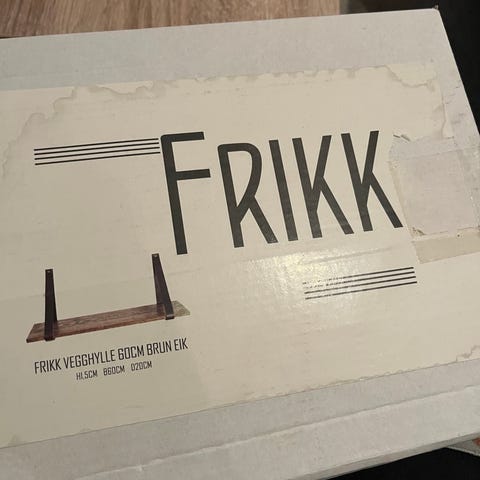 FRIKK
FRIKK VEGGHYLLE 60CM BRUN EIK
H1,5CM B60CM D20CM